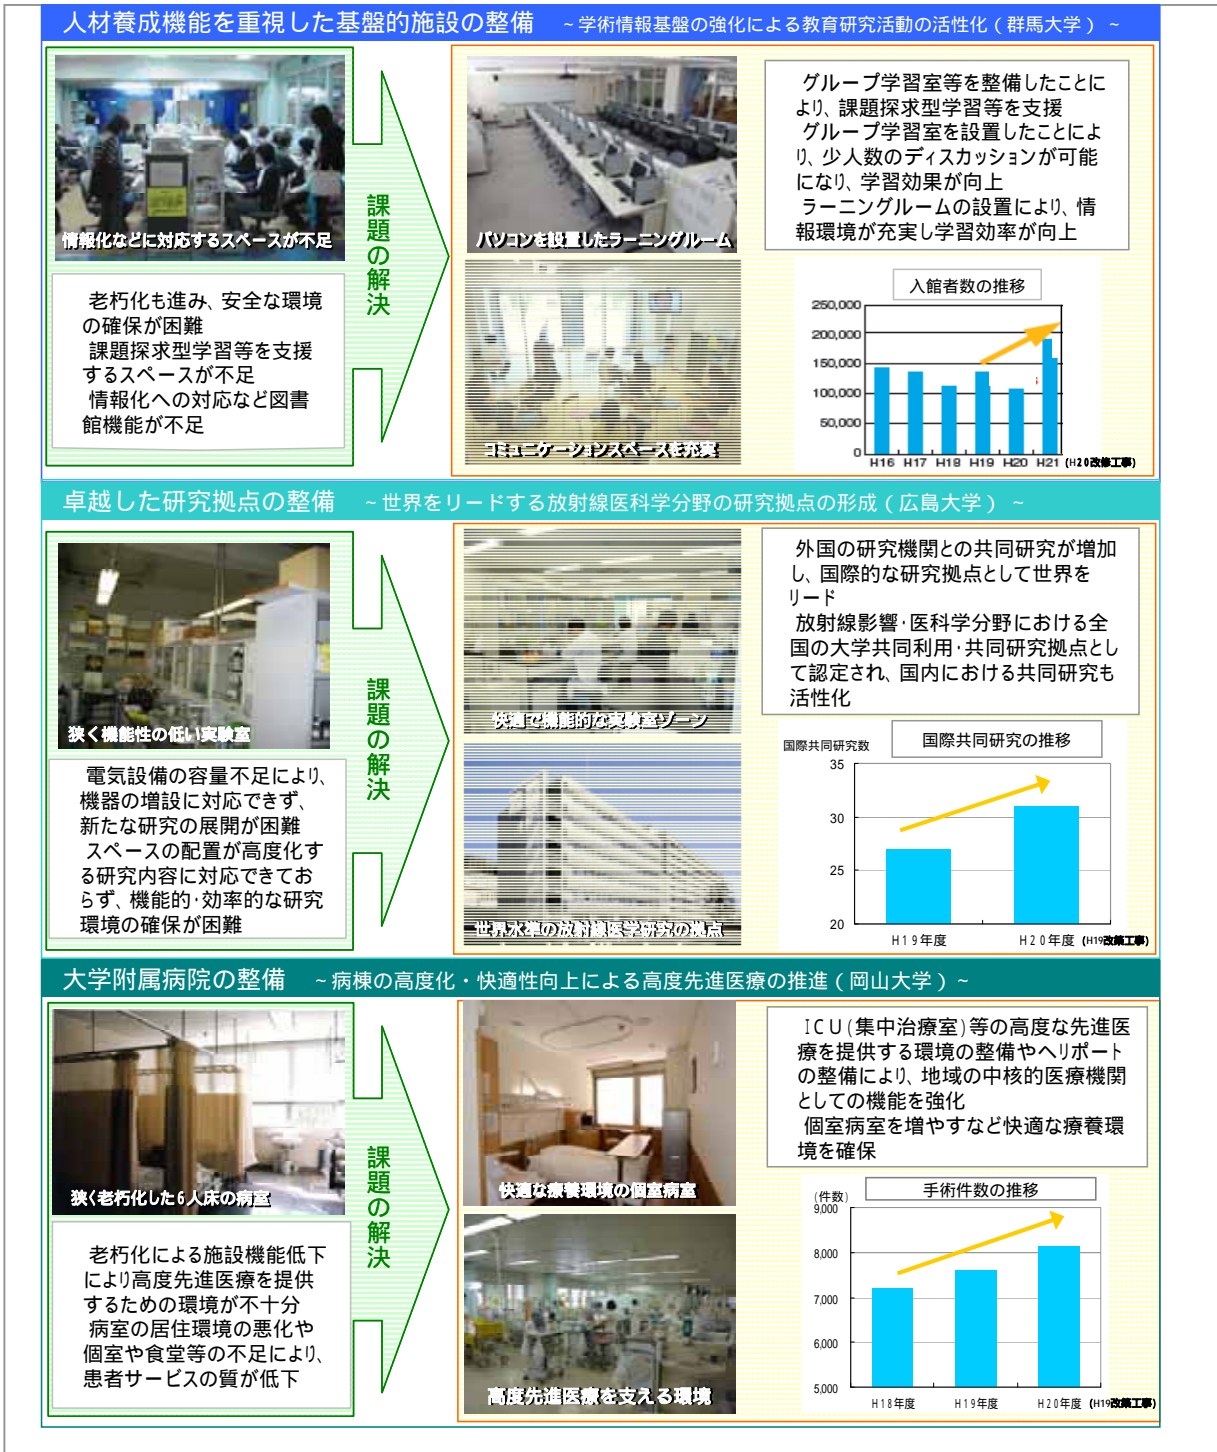 人材養成機能を重視した基盤的施設の整備 ～学術情報基盤の強化による教育研究活動の活性化（群馬大学）～
情報化などに対応するスペースが不足
老朽化も進み、安全な環境
の確保が困難
課題探求型学習等を支援
するスペースが不足
情報化への対応など図書
館機能が不足
課題の解決
パソコンを設置したラーニングルーム
コミュニケーションスペースを充実
グループ学習室等を整備したことに
より、課題探求型学習等を支援
グループ学習室を設置したことによ
り、少人数のディスカッションが可能
になり、学習効果が向上
ラーニングルームの設置により、情
報環境が充実し学習効率が向上
入館者数の推移
250,000
200,000
150,000
100,000
50,000
0
H16 H17 H18 H19 H20 H21 (H20改修工事)
卓越した研究拠点の整備 ～世界をリードする放射線医科学分野の研究拠点の形成（広島大学）～
狭く機能性の低い実験室
電気設備の容量不足により、
機器の増設に対応できず、
新たな研究の展開が困難
スペースの配置が高度化す
る研究内容に対応できてお
らず、機能的・効率的な研究
環境の確保が困難
課題の解決
快適で機能的な実験室ゾーン
世界水準の放射線医学研究の拠点
外国の研究機関との共同研究が増加
し、国際的な研究拠点として世界を
リード
放射線影響・医科学分野における全
国の大学共同利用・共同研究拠点とし
て認定され、国内における共同研究も
活性化
国際共同研究数
国際共同研究の推移
35
30
25
20
H19年度 H20年度 (H19改築工事)
大学附属病院の整備 ～病棟の高度化・快適性向上による高度先進医療の推進（岡山大学）～
狭く老朽化した6人床の病室
老朽化による施設機能低下
により高度先進医療を提供
するための環境が不十分
病室の居住環境の悪化や
個室や食堂等の不足により、
患者サービスの質が低下
課題の解決
快適な療養環境の個室病室
高度先進医療を支える環境
ICU(集中治療室)等の高度な先進医
療を提供する環境の整備やヘリポート
の整備により、地域の中核的医療機関
としての機能を強化
個室病室を増やすなど快適な療養環
境を確保
(件数)
手術件数の推移
9,000
8,000
7,000
6,000
5,000
H18年度 H19年度 H20年度 (H19改築工事)